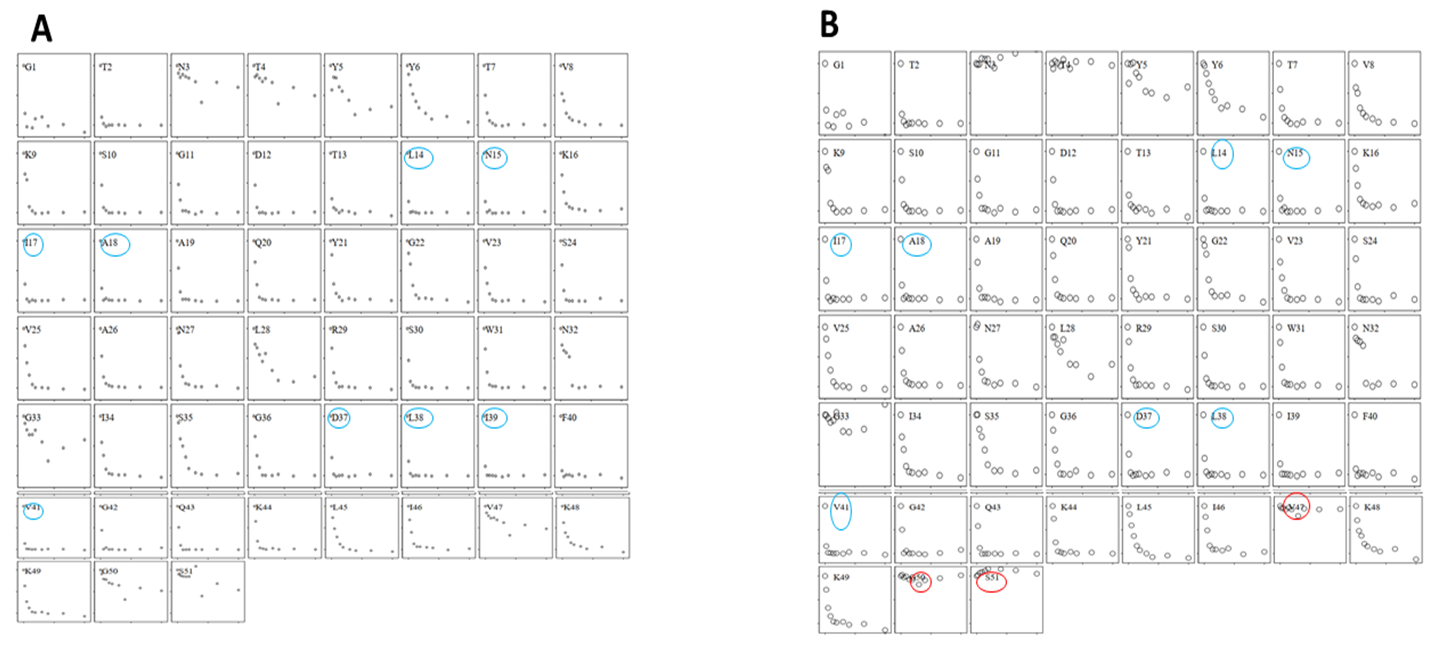 A
G1 T2 N3 T4 Y5 Y6 T7 V8
K9 S10 G11 D12 T13 L14 N15 K16
I17 A18 A19 Q20 Y21 G22 V23 S24
V25 A26 N27 L28 R29 S30 W31 N32
G33 I34 S35 G36 D37 L38 I39 F40
V41 G42 Q43 K44 L45 I46 V47 K48
K49 G50 S51
B
G1 T2 N3 T4 Y5 Y6 T7 V8
K9 S10 G11 D12 T13 L14 N15 K16
I17 A18 A19 Q20 Y21 G22 V23 S24
V25 A26 N27 L28 R29 S30 W31 N32
G33 I34 S35 G36 D37 L38 I39 F40
V41 G42 Q43 K44 L45 I46 V47 K48
K49 G50 S51